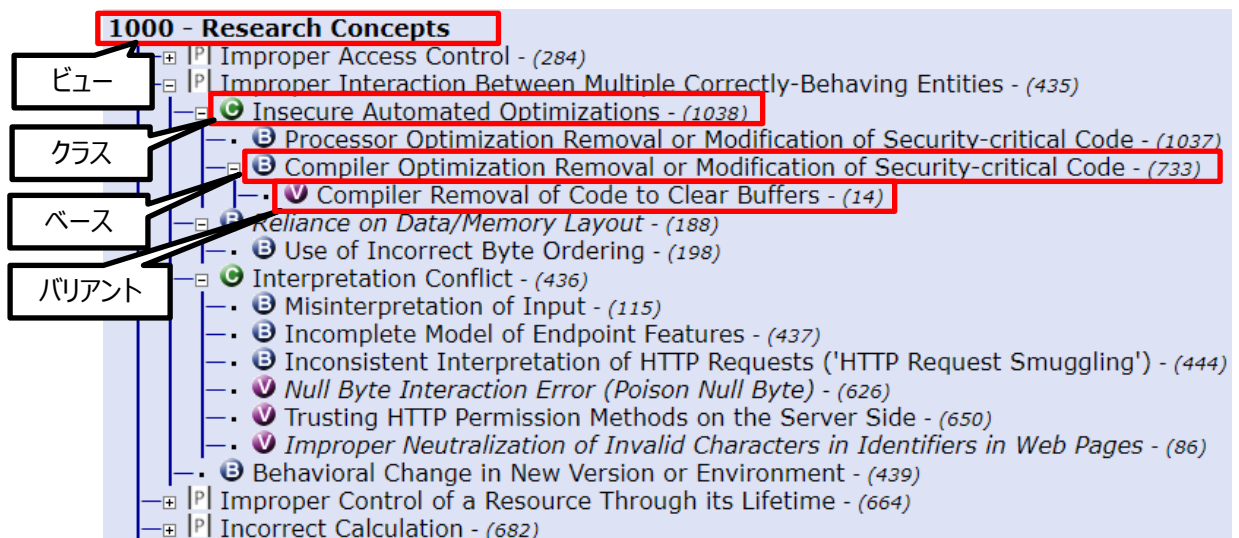 1000 - Research Concepts
P Improper Access Control - (284)
ビュー
P Improper Interaction Between Multiple Correctly-Behaving Entities - (435)
C Insecure Automated Optimizations - (1038)
クラス
B Processor Optimization Removal or Modification of Security-critical Code - (1037)
B Compiler Optimization Removal or Modification of Security-critical Code - (733)
V Compiler Removal of Code to Clear Buffers - (14)
ベース
B Reliance on Data/Memory Layout - (188)
B Use of Incorrect Byte Ordering - (198)
バリアント
C Interpretation Conflict - (436)
B Misinterpretation of Input - (115)
B Incomplete Model of Endpoint Features - (437)
B Inconsistent Interpretation of HTTP Requests ('HTTP Request Smuggling') - (444)
V Null Byte Interaction Error (Poison Null Byte) - (626)
V Trusting HTTP Permission Methods on the Server Side - (650)
V Improper Neutralization of Invalid Characters in Identifiers in Web Pages - (86)
B Behavioral Change in New Version or Environment - (439)
P Improper Control of a Resource Through its Lifetime - (664)
P Incorrect Calculation - (682)